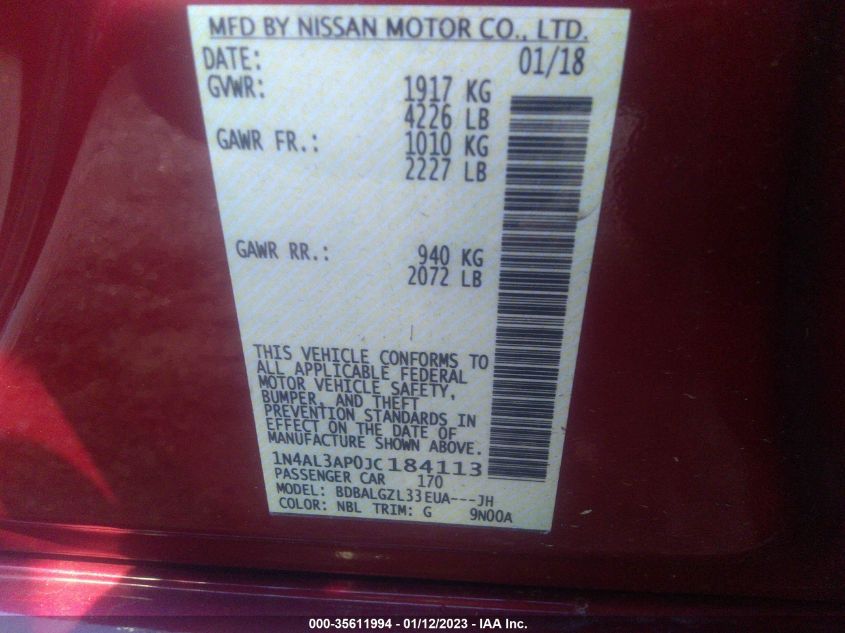 MFD BY NISSAN MOTOR CO., LTD.
DATE: 01/18
GVWR: 1917 KG
4226 LB
GAWR FR.: 1010 KG
2227 LB
GAWR RR.: 940 KG
2072 LB
THIS VEHICLE CONFORMS TO
ALL APPLICABLE FEDERAL
MOTOR VEHICLE SAFETY,
BUMPER, AND THEFT
PREVENTION STANDARDS IN
EFFECT ON THE DATE OF
MANUFACTURE SHOWN ABOVE.
1N4AL3AP0JC184113
PASSENGER CAR 170
MODEL: BDBALGZL33EUA---JH
COLOR: NBL TRIM: G 9N00A
000-35611994 - 01/12/2023 - IAA Inc.